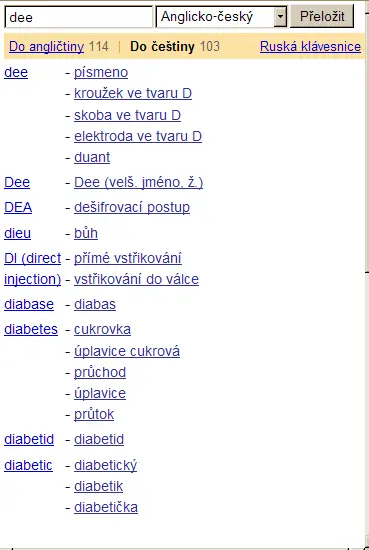 dee Anglicko-český Přeložit
Do angličtiny 114 | Do češtiny 103 Ruská klávesnice
dee - písmeno
- kroužek ve tvaru D
- skoba ve tvaru D
- elektroda ve tvaru D
- duant
Dee - Dee (velš. jméno, ž.)
DEA - dešifrovací postup
dieu - bůh
DI (direct - přímé vstřikování
injection) - vstřikování do válce
diabase - diabas
diabetes - cukrovka
- úplavice cukrová
- průchod
- úplavice
- průtok
diabetid - diabetid
diabetic - diabetický
- diabetik
- diabetička